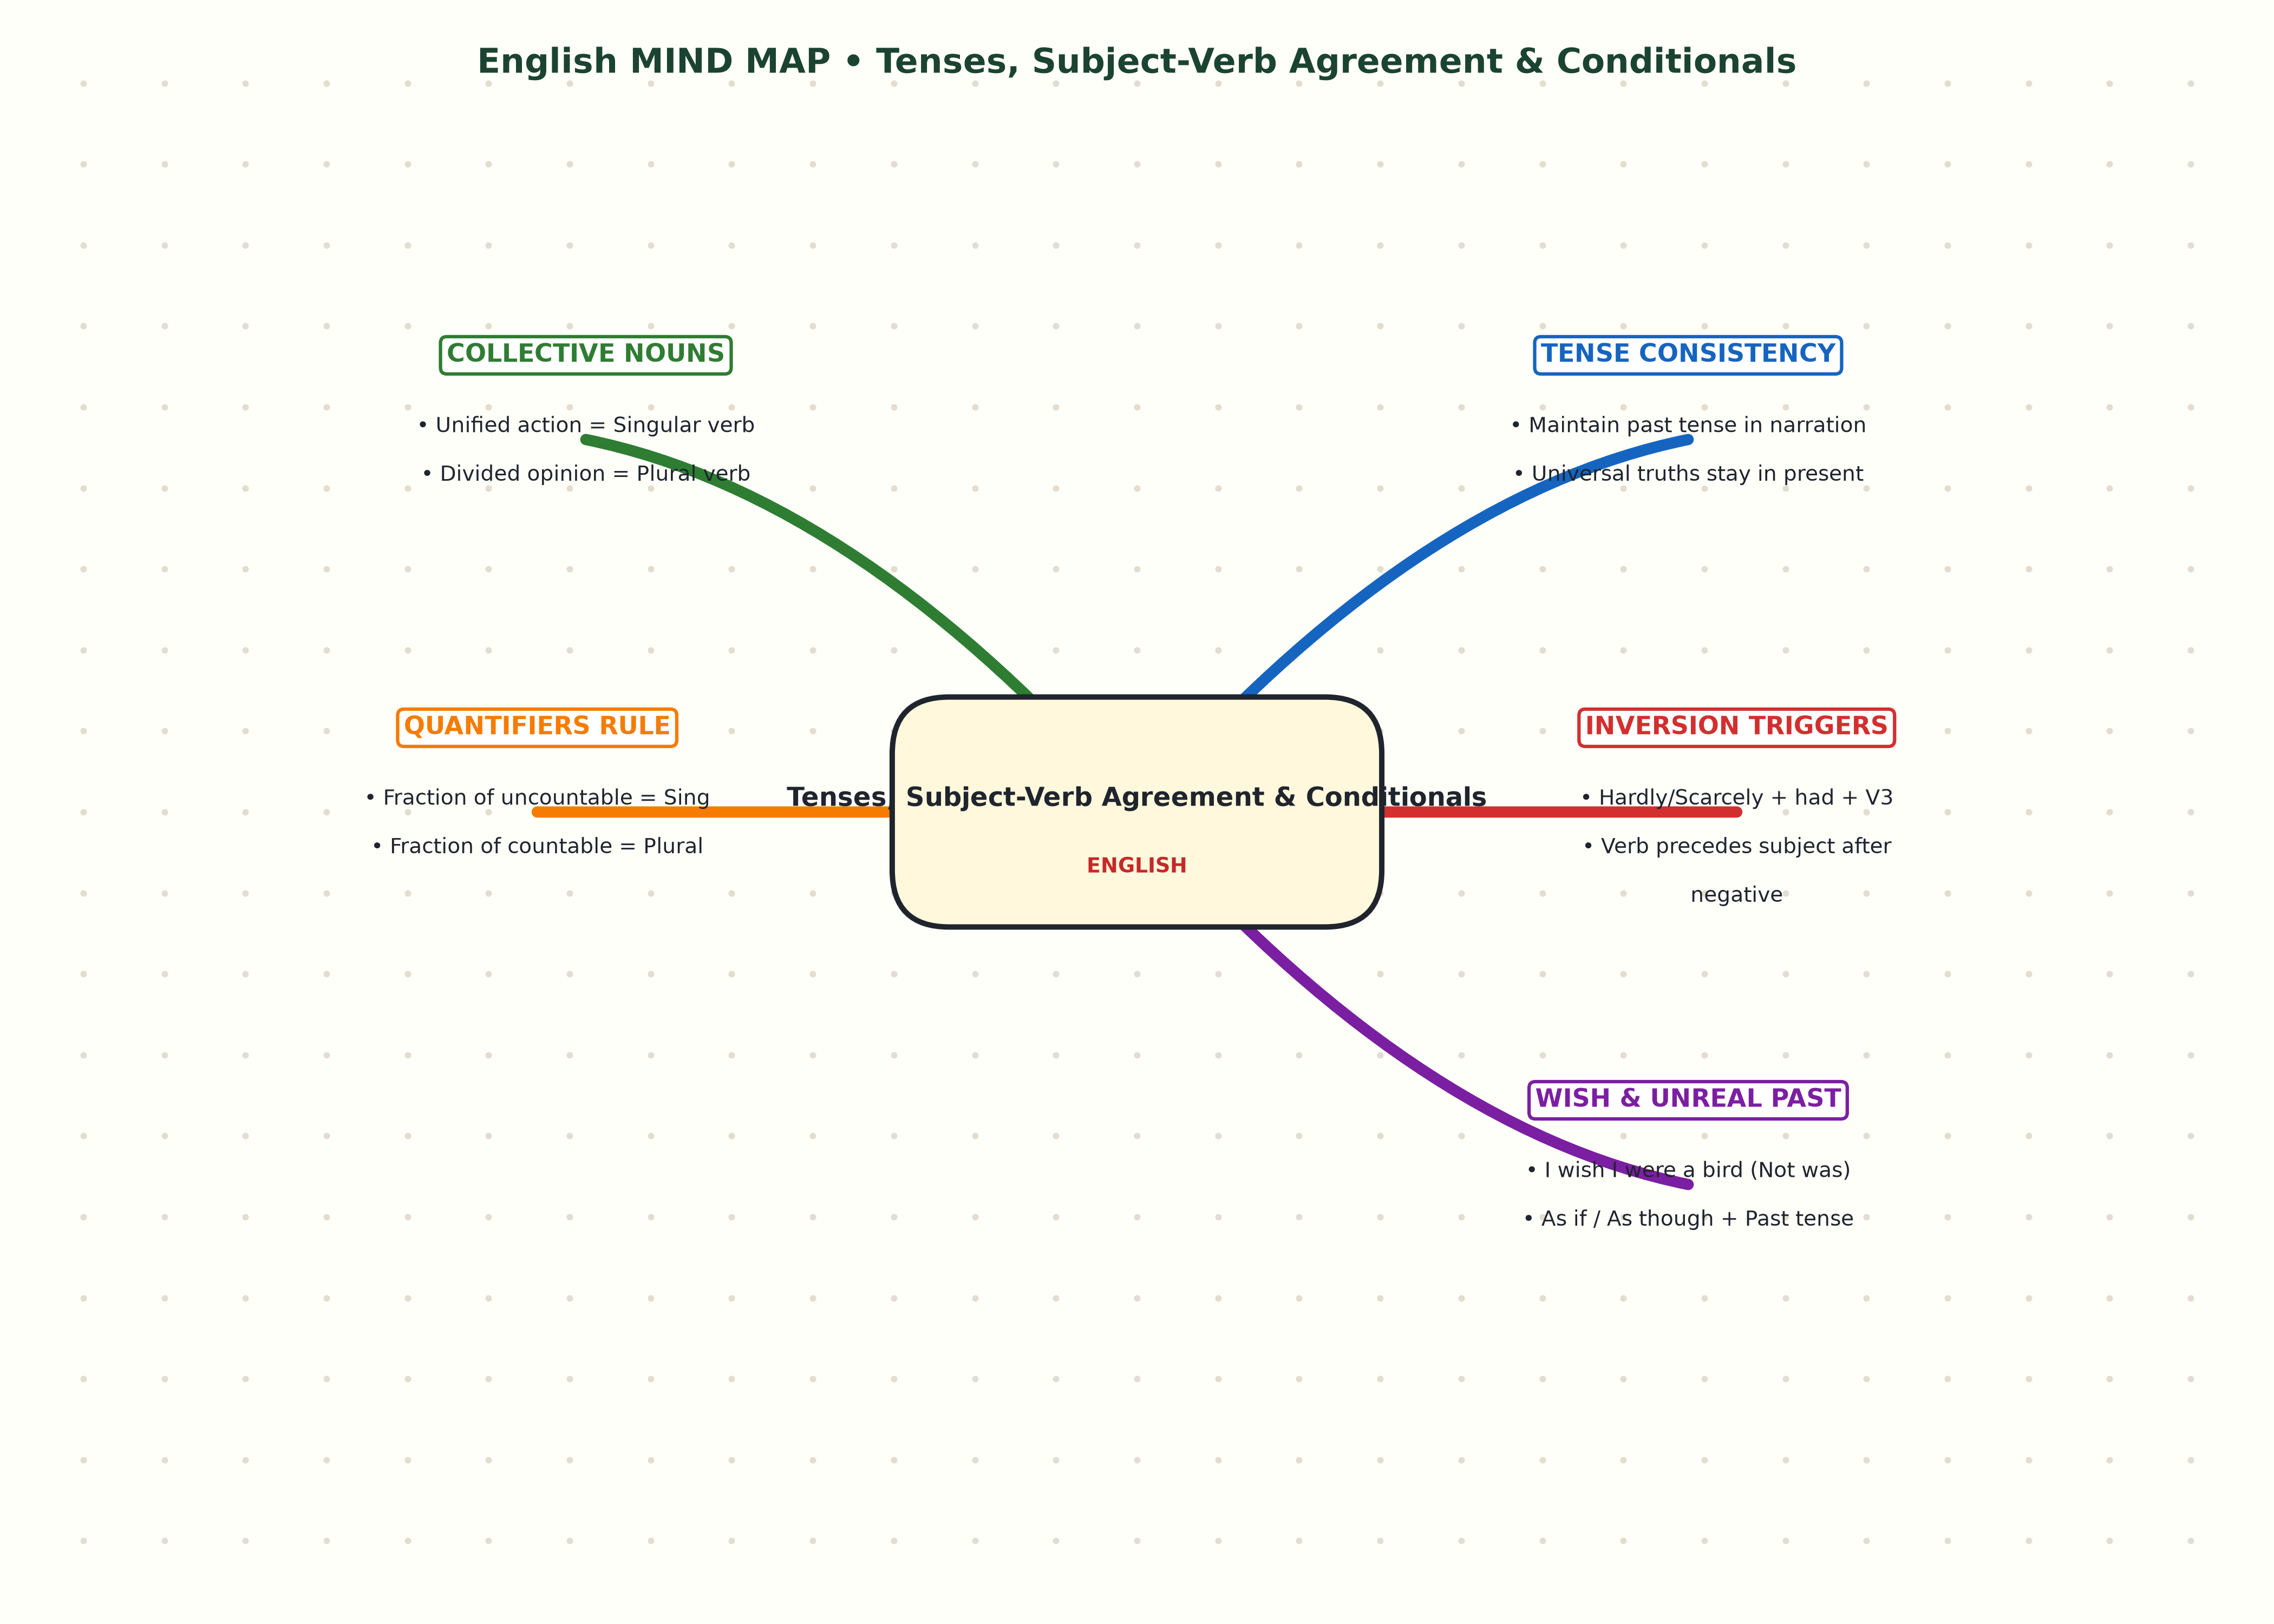 English MIND MAP • Tenses, Subject-Verb Agreement & Conditionals
COLLECTIVE NOUNS
• Unified action = Singular verb
• Divided opinion = Plural verb
TENSE CONSISTENCY
• Maintain past tense in narration
• Universal truths stay in present
QUANTIFIERS RULE
• Fraction of uncountable = Sing
• Fraction of countable = Plural
Tenses, Subject-Verb Agreement & Conditionals
ENGLISH
INVERSION TRIGGERS
• Hardly/Scarcely + had + V3
• Verb precedes subject after
negative
WISH & UNREAL PAST
• I wish I were a bird (Not was)
• As if / As though + Past tense